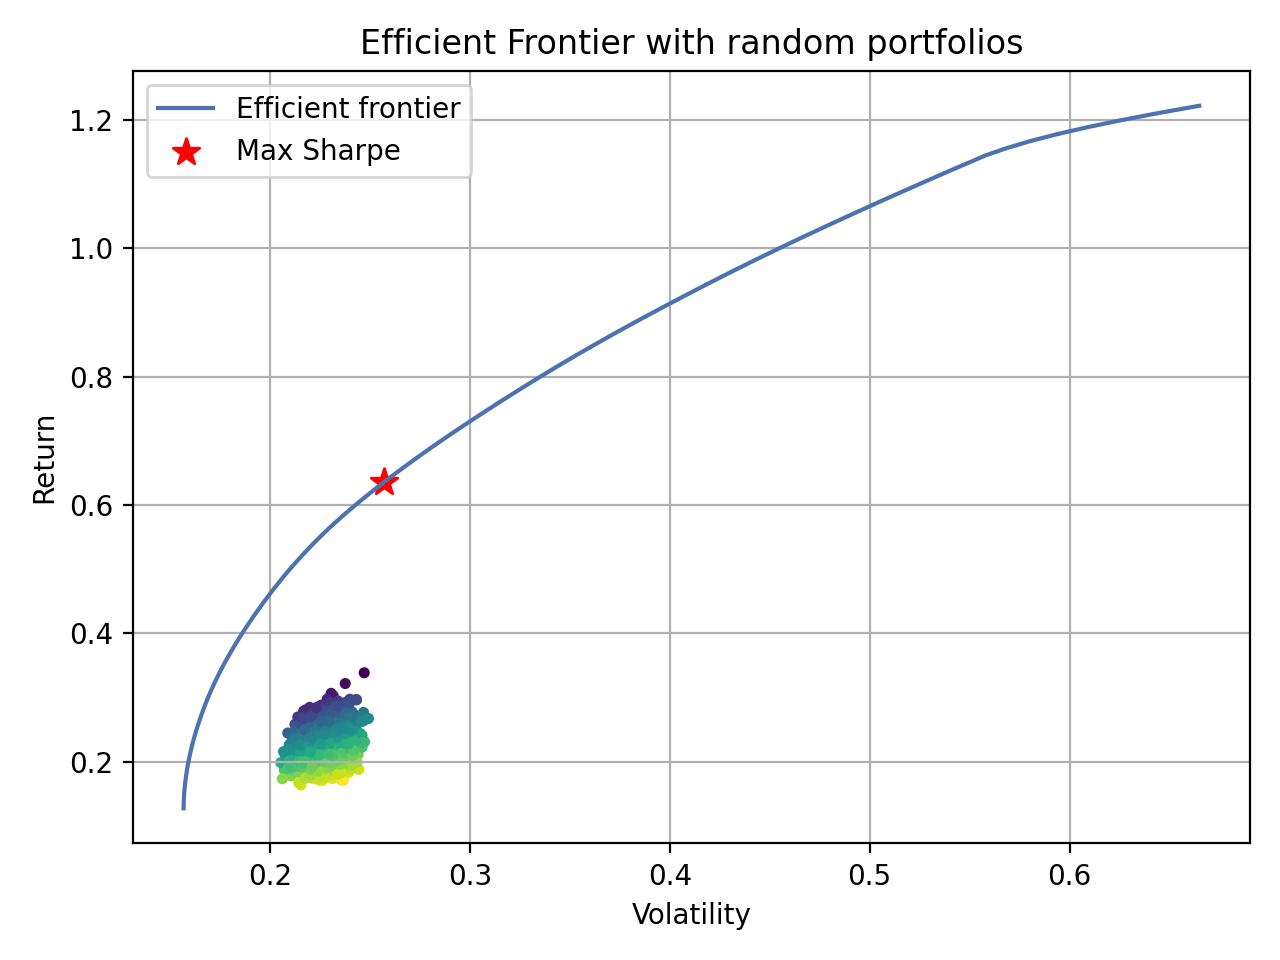 Efficient Frontier with random portfolios
Efficient frontier
Max Sharpe
Return
1.2
1.0
0.8
0.6
0.4
0.2
0.2
0.3
0.4
0.5
0.6
Volatility